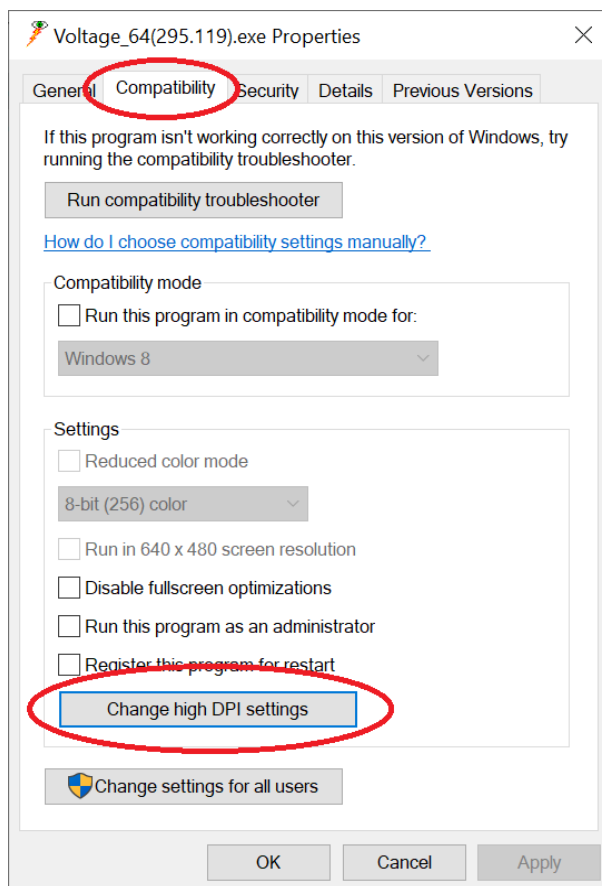 Voltage_64(295.119).exe Properties
General Compatibility Security Details Previous Versions
If this program isn't working correctly on this version of Windows, try
running the compatibility troubleshooter.
Run compatibility troubleshooter
How do I choose compatibility settings manually?
Compatibility mode
Run this program in compatibility mode for:
Windows 8
Settings
Reduced color mode
8-bit (256) color
Run in 640 x 480 screen resolution
Disable fullscreen optimizations
Run this program as an administrator
Register this program for restart
Change high DPI settings
Change settings for all users
OK Cancel Apply